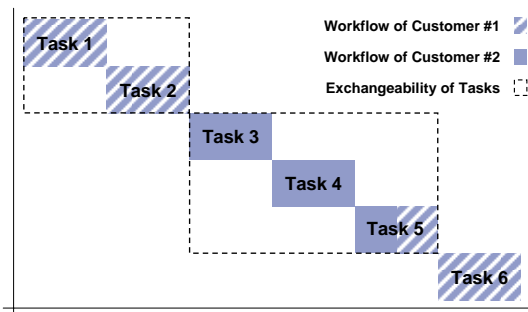 Task 1
Workflow of Customer #1
Workflow of Customer #2
Task 2
Exchangeability of Tasks
Task 3
Task 4
Task 5
Task 6